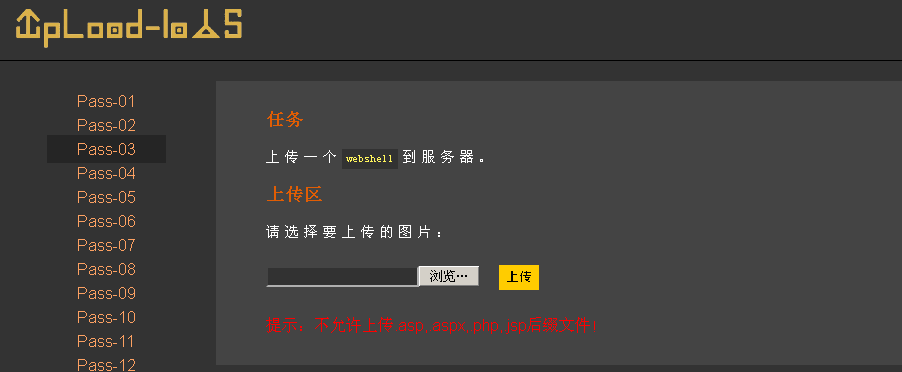 UpLoad-labs
Pass-01
Pass-02
Pass-03
Pass-04
Pass-05
Pass-06
Pass-07
Pass-08
Pass-09
Pass-10
Pass-11
Pass-12
任务
上传一个 webshell 到服务器。
上传区
请选择要上传的图片：
浏览… 上传
提示：不允许上传.asp,.aspx,.php,.jsp后缀文件！